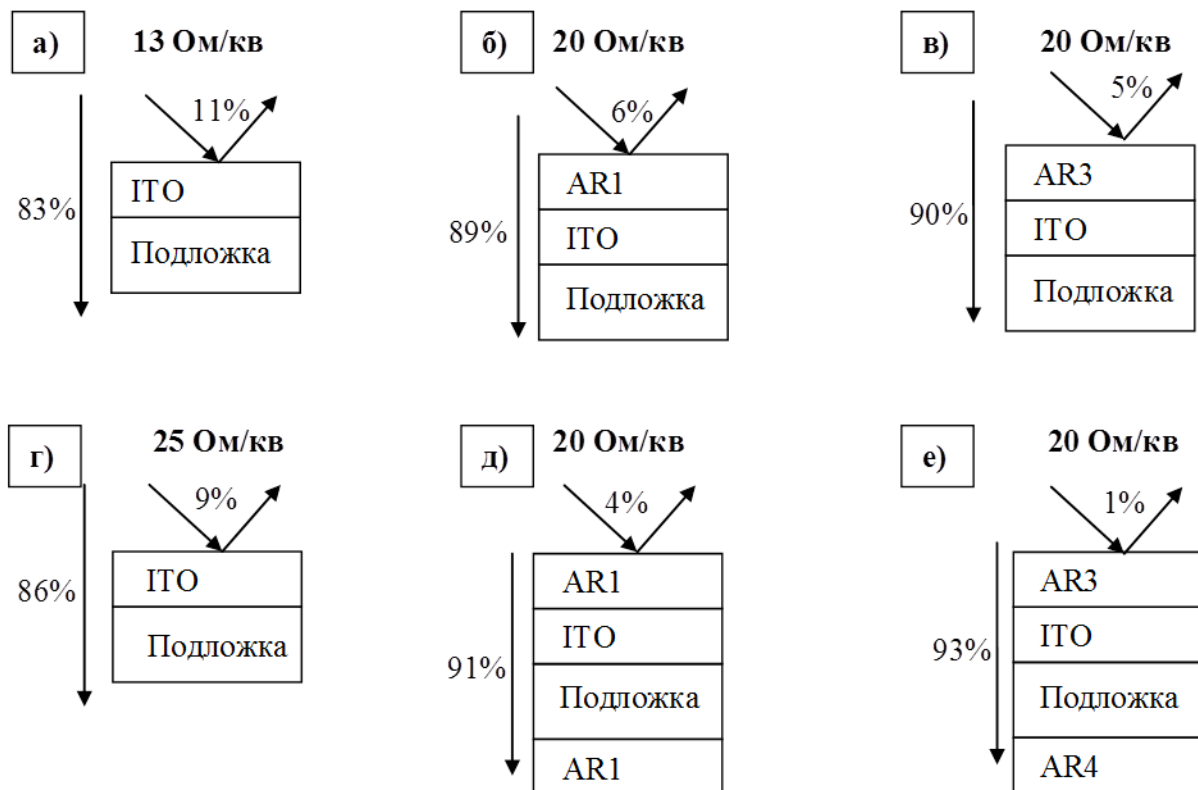 а)
13 Ом/кв
11%
83%
ITO
Подложка
б)
20 Ом/кв
6%
89%
AR1
ITO
Подложка
в)
20 Ом/кв
5%
90%
AR3
ITO
Подложка
г)
25 Ом/кв
9%
86%
ITO
Подложка
д)
20 Ом/кв
4%
91%
AR1
ITO
Подложка
AR1
е)
20 Ом/кв
1%
93%
AR3
ITO
Подложка
AR4